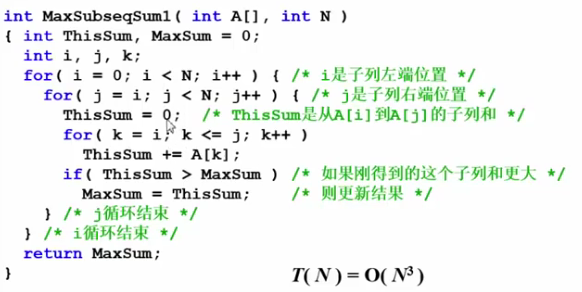 int MaxSubseqSum1( int A[], int N )
{ int ThisSum, MaxSum = 0;
int i, j, k;
for( i = 0; i < N; i++ ) { /* i是子列左端位置 */
for( j = i; j < N; j++ ) { /* j是子列右端位置 */
ThisSum = 0; /* ThisSum是从A[i]到A[j]的子列和 */
for( k = i; k <= j; k++ )
ThisSum += A[k];
if( ThisSum > MaxSum ) /* 如果刚得到的这个子列和更大 */
MaxSum = ThisSum; /* 则更新结果 */
} /* j循环结束 */
} /* i循环结束 */
return MaxSum;
}
T( N ) = O( N³ )